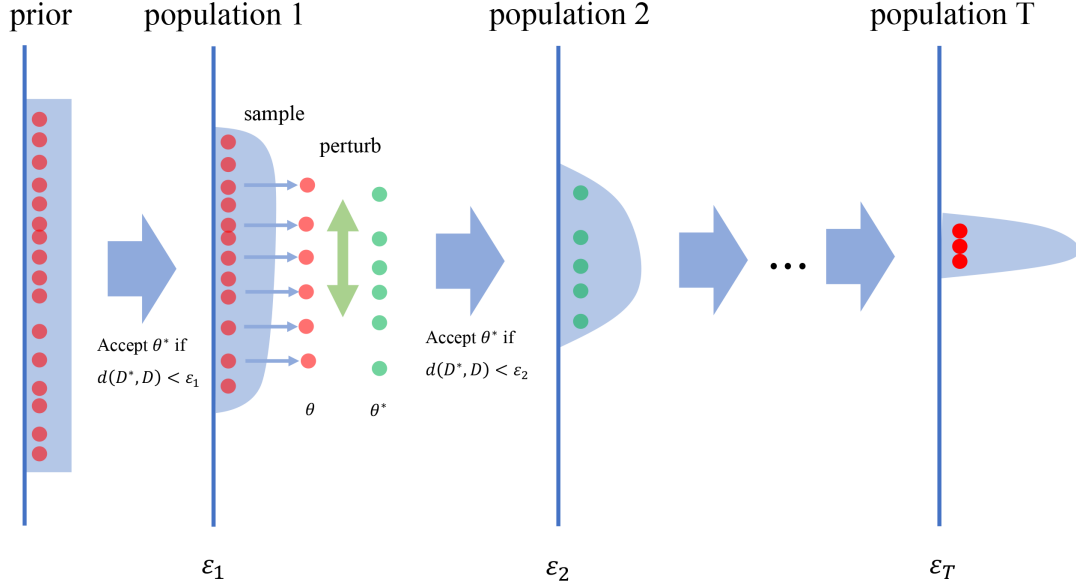 prior
population 1
population 2
population T
sample
perturb
Accept θ* if
d(D*, D) < ε₁
Accept θ* if
d(D*, D) < ε₂
θ
θ*
...
ε₁
ε₂
ε_T